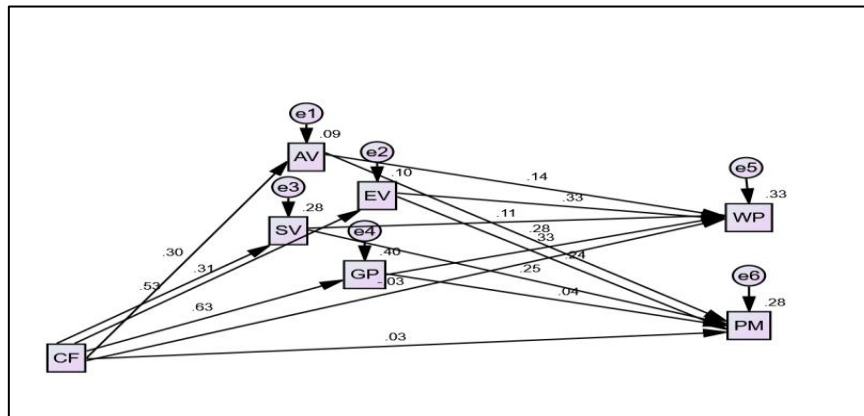 e1
.09
AV
e2
.10
.14
e5
e3
EV
.33
.33
.28
.11
WP
SV
e4
.28
.33
.40
.24
.30
GP
.25
e6
.53
.31
-.03
.28
.63
.04
PM
.03
CF